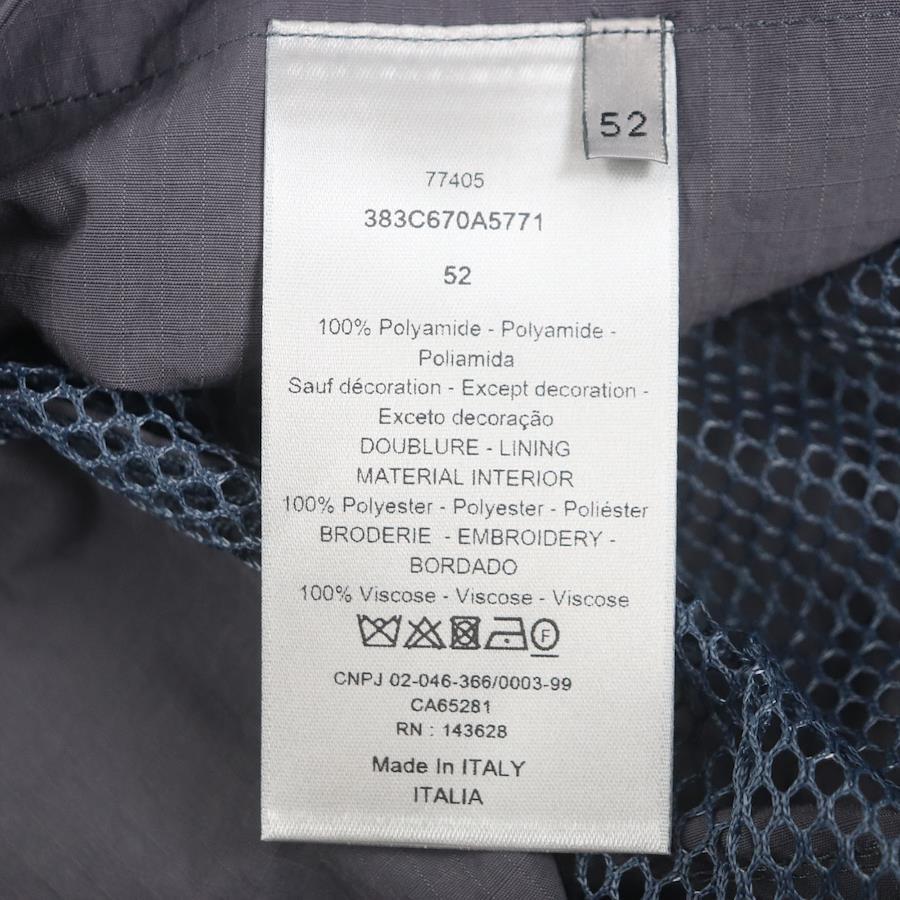 52
77405
383C670A5771
52
100% Polyamide - Polyamide -
Poliamida
Sauf décoration - Except decoration -
Exceto decoração
DOUBLURE - LINING
MATERIAL INTERIOR
100% Polyester - Polyester - Poliéster
BRODERIE - EMBROIDERY -
BORDADO
100% Viscose - Viscose - Viscose
F
CNPJ 02-046-366/0003-99
CA65281
RN : 143628
Made In ITALY
ITALIA